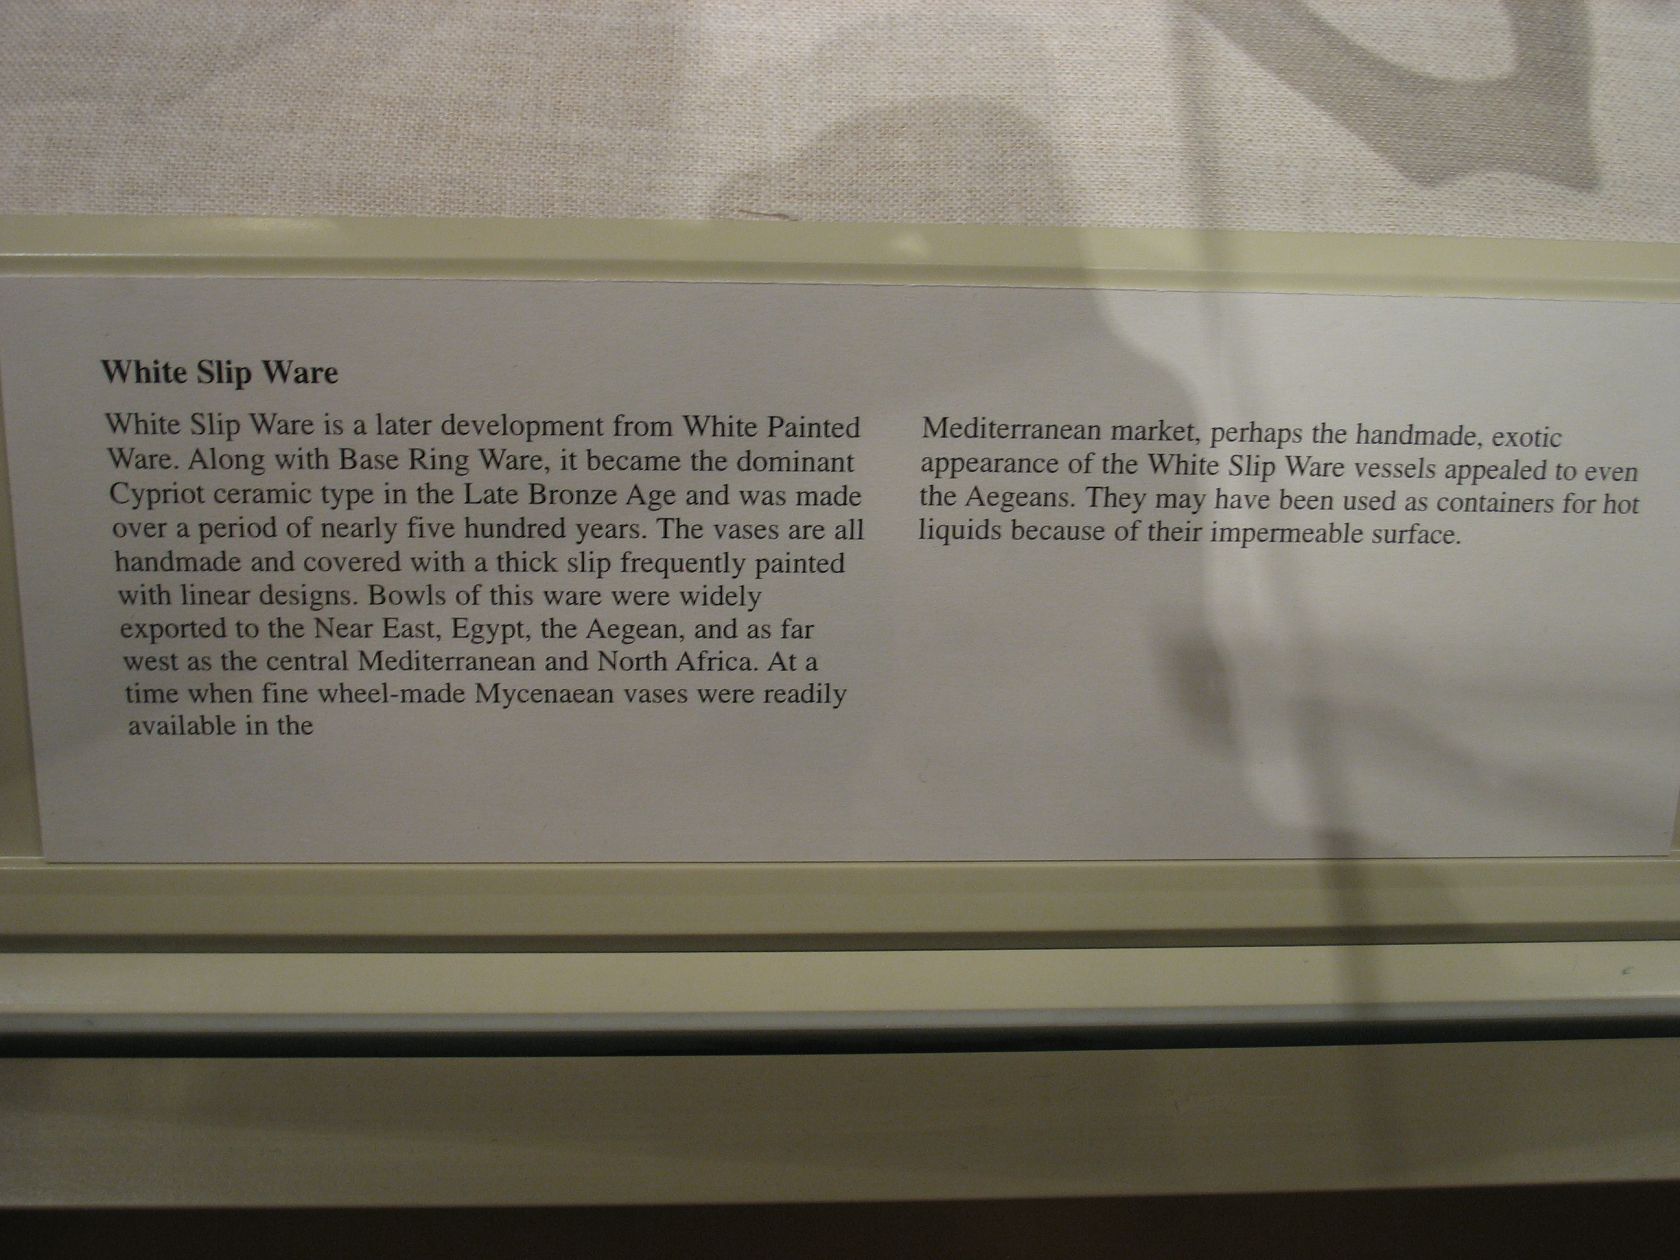 White Slip Ware
White Slip Ware is a later development from White Painted
Ware. Along with Base Ring Ware, it became the dominant
Cypriot ceramic type in the Late Bronze Age and was made
over a period of nearly five hundred years. The vases are all
handmade and covered with a thick slip frequently painted
with linear designs. Bowls of this ware were widely
exported to the Near East, Egypt, the Aegean, and as far
west as the central Mediterranean and North Africa. At a
time when fine wheel-made Mycenaean vases were readily
available in the
Mediterranean market, perhaps the handmade, exotic
appearance of the White Slip Ware vessels appealed to even
the Aegeans. They may have been used as containers for hot
liquids because of their impermeable surface.